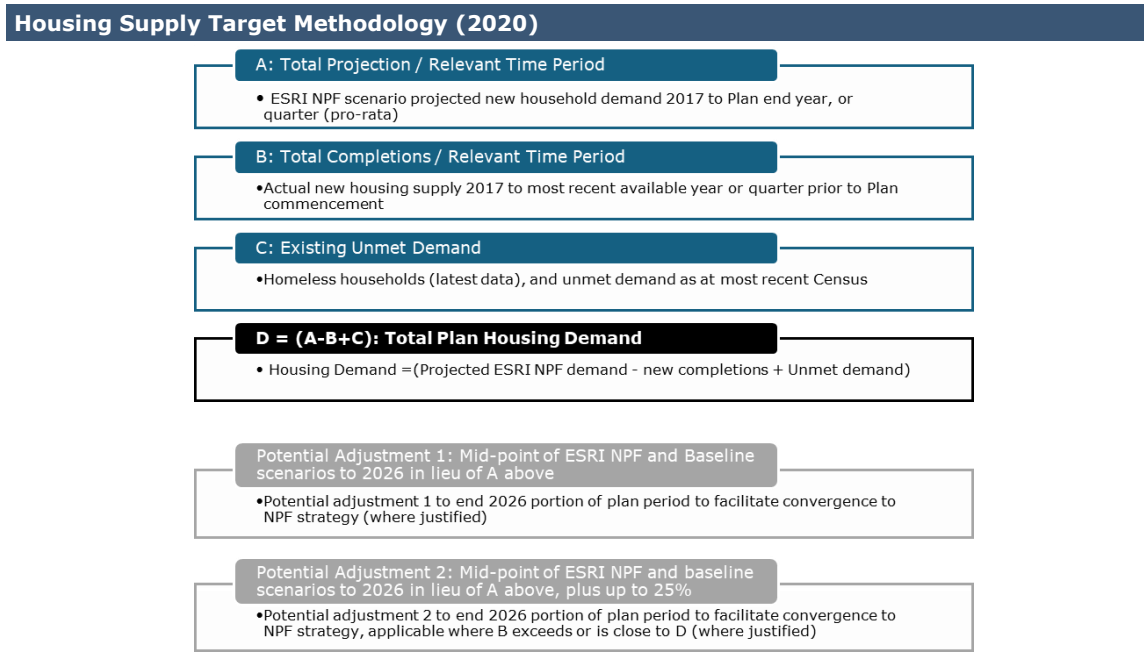 Housing Supply Target Methodology (2020)
A: Total Projection / Relevant Time Period
• ESRI NPF scenario projected new household demand 2017 to Plan end year, or
quarter (pro-rata)
B: Total Completions / Relevant Time Period
•Actual new housing supply 2017 to most recent available year or quarter prior to Plan
commencement
C: Existing Unmet Demand
•Homeless households (latest data), and unmet demand as at most recent Census
D = (A-B+C): Total Plan Housing Demand
• Housing Demand =(Projected ESRI NPF demand - new completions + Unmet demand)
Potential Adjustment 1: Mid-point of ESRI NPF and Baseline
scenarios to 2026 in lieu of A above
•Potential adjustment 1 to end 2026 portion of plan period to facilitate convergence to
NPF strategy (where justified)
Potential Adjustment 2: Mid-point of ESRI NPF and baseline
scenarios to 2026 in lieu of A above, plus up to 25%
•Potential adjustment 2 to end 2026 portion of plan period to facilitate convergence to
NPF strategy, applicable where B exceeds or is close to D (where justified)